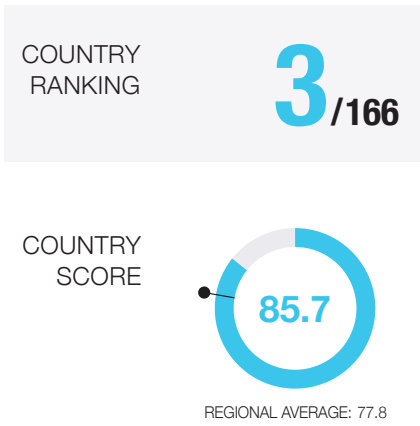 COUNTRY
RANKING
3/166
COUNTRY
SCORE
85.7
REGIONAL AVERAGE: 77.8